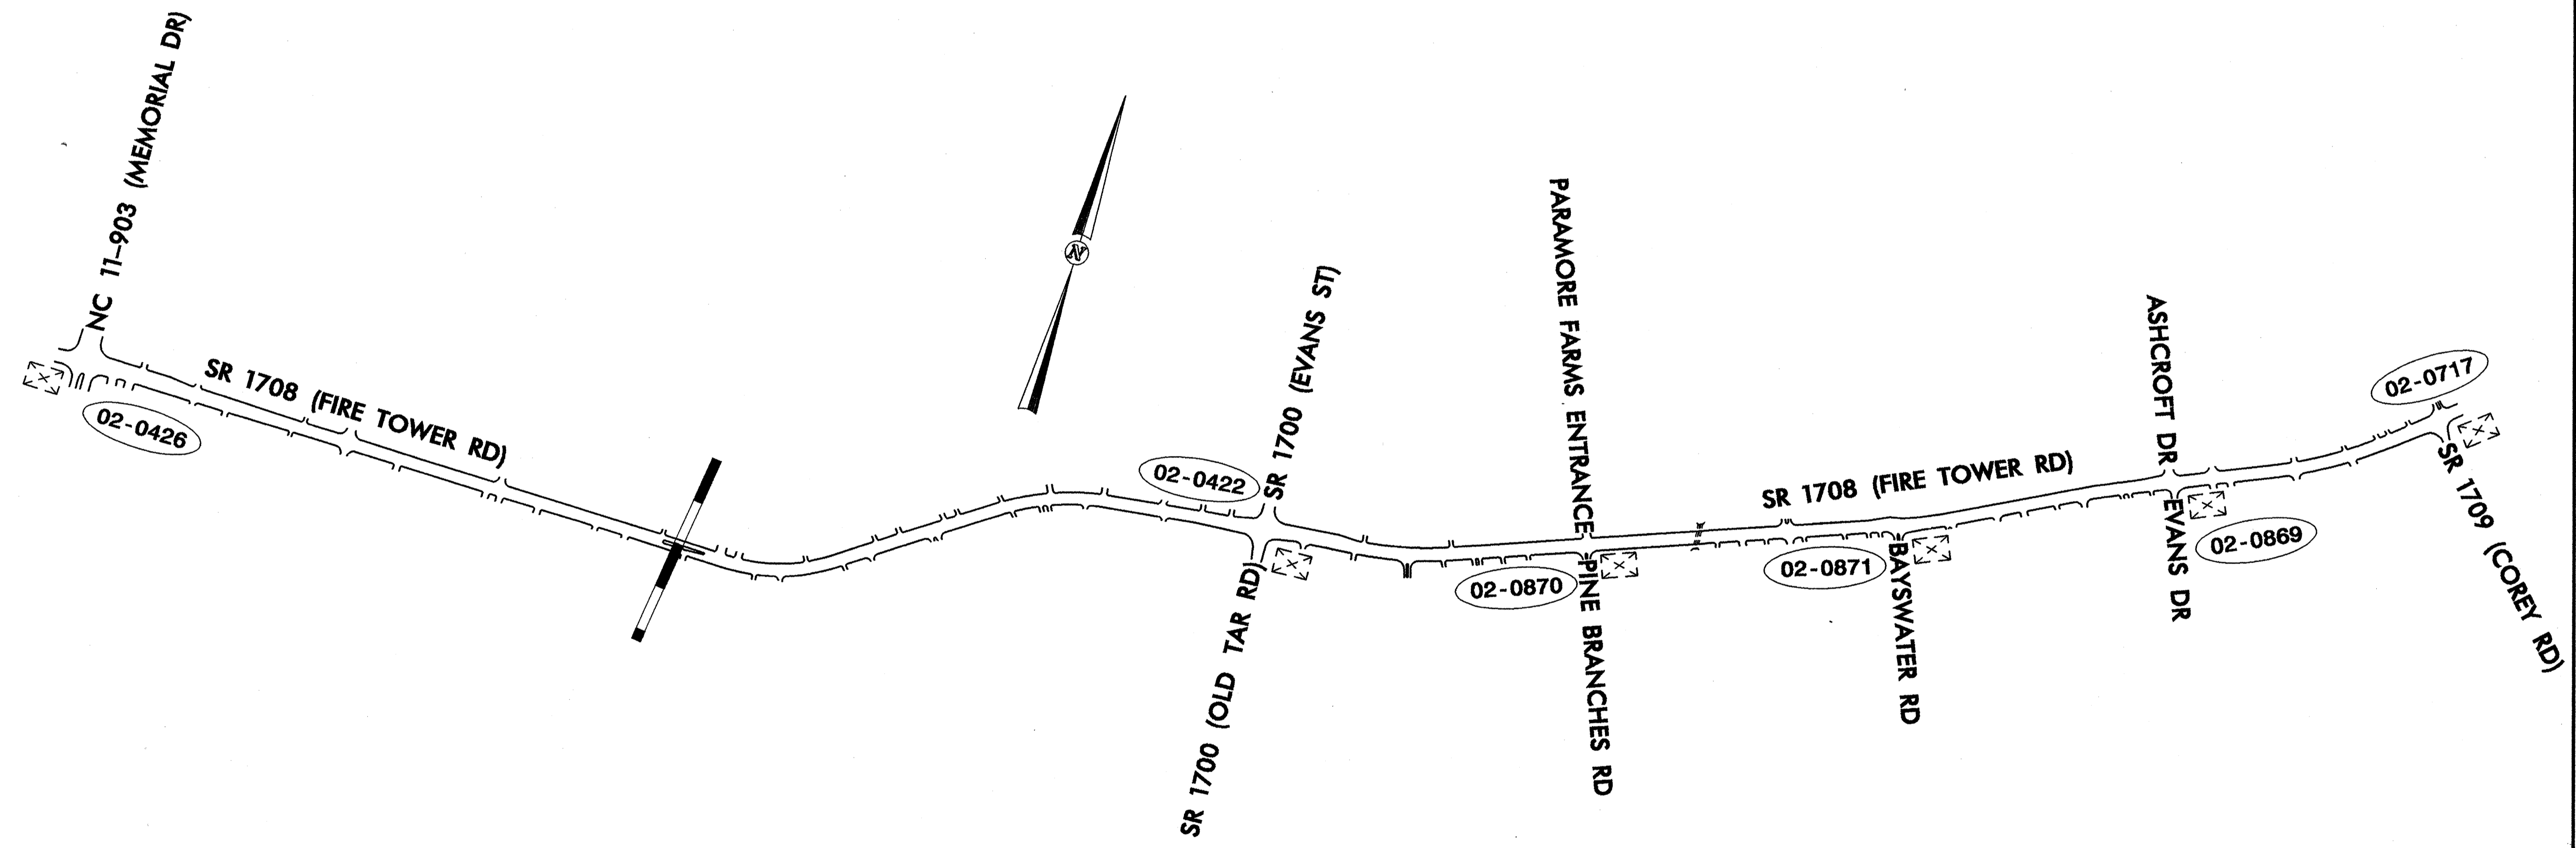 NC 11-903 (MEMORIAL DR)
SR 1708 (FIRE TOWER RD)
02-0426
N
02-0422
SR 1700 (EVANS ST)
SR 1700 (OLD TAR RD)
PARAMORE FARMS ENTRANCE
02-0870
PINE BRANCHES RD
SR 1708 (FIRE TOWER RD)
02-0871
BAYSWATER RD
ASHCROFT DR
EVANS DR
02-0869
02-0717
SR 1709 (COREY RD)